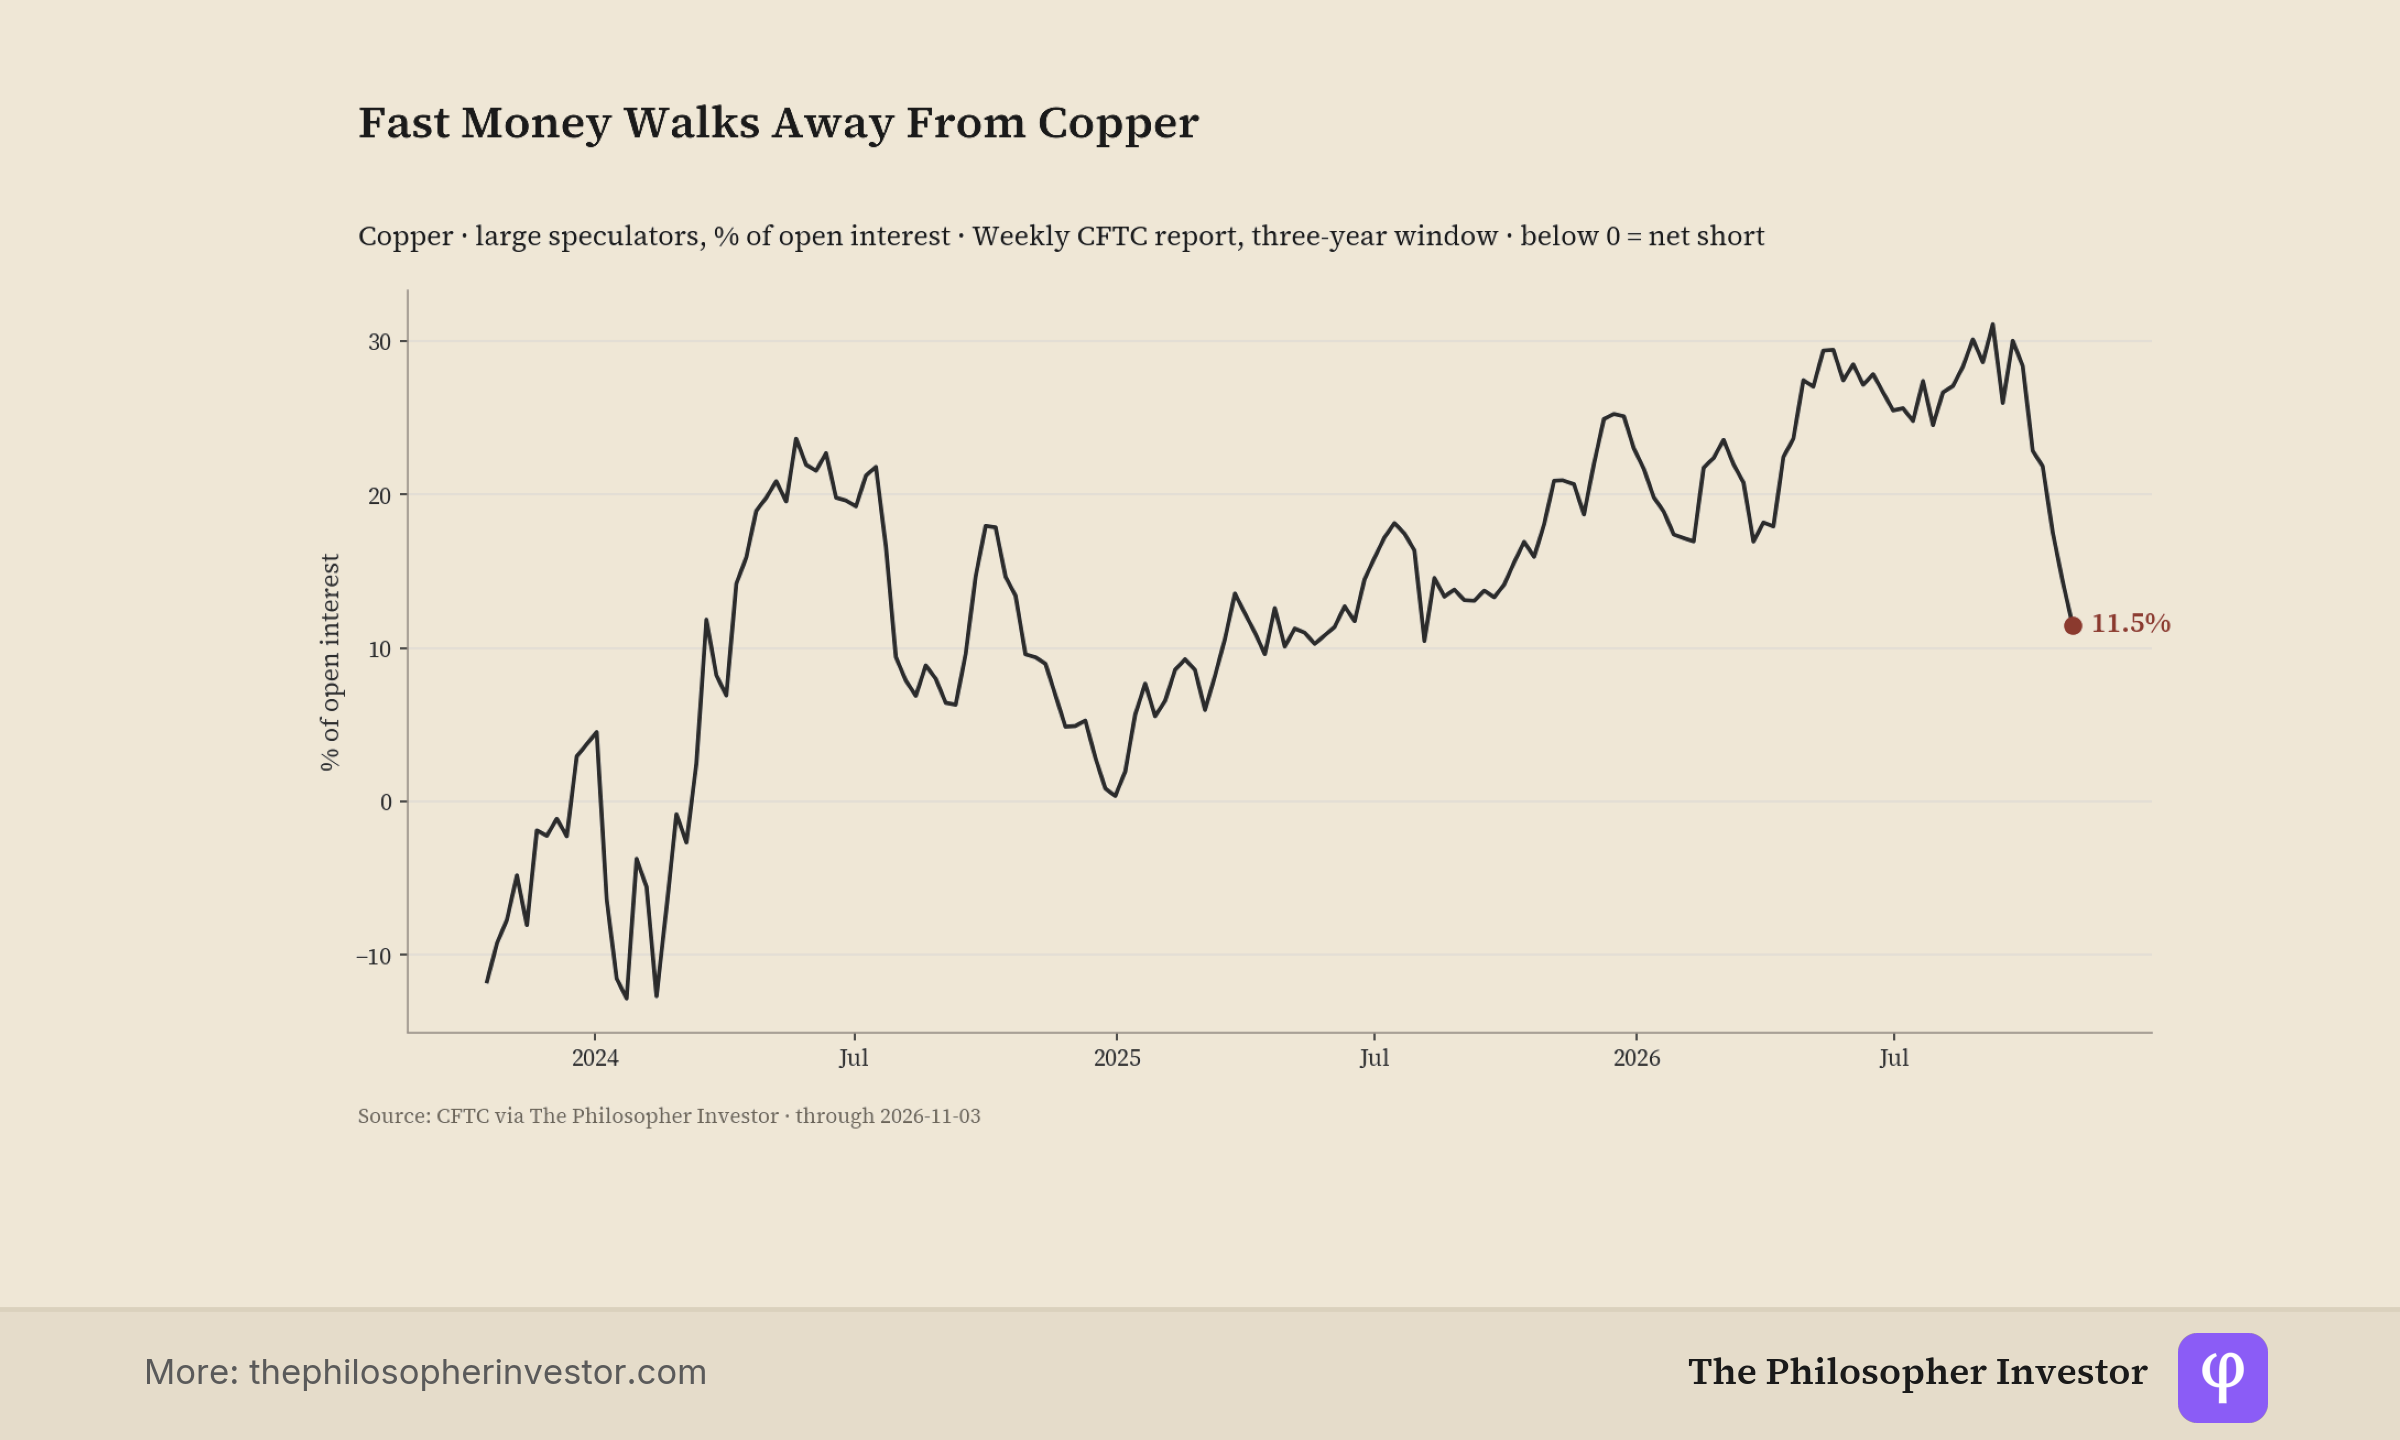 Fast Money Walks Away From Copper
Copper · large speculators, % of open interest · Weekly CFTC report, three-year window · below 0 = net short
% of open interest
30
20
10
0
−10
11.5%
2024
Jul
2025
Jul
2026
Jul
Source: CFTC via The Philosopher Investor · through 2026-11-03
More: thephilosopherinvestor.com
The Philosopher Investor
φ